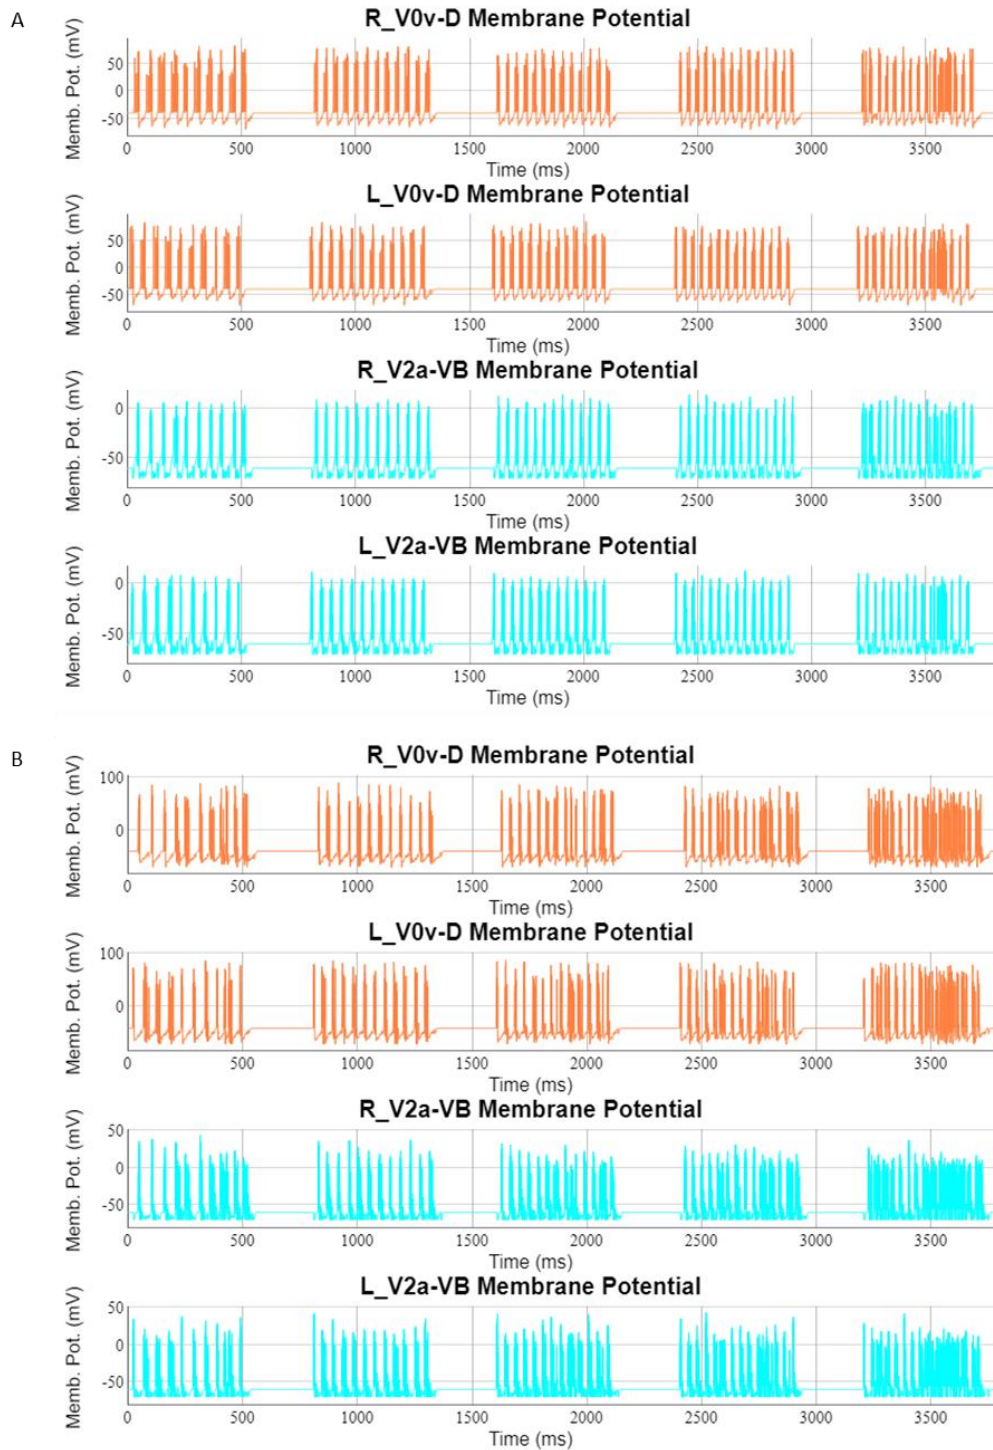 A
R_V0v-D Membrane Potential
Memb. Pot. (mV)
50
0
-50
0 500 1000 1500 2000 2500 3000 3500
Time (ms)
L_V0v-D Membrane Potential
Memb. Pot. (mV)
50
0
-50
0 500 1000 1500 2000 2500 3000 3500
Time (ms)
R_V2a-VB Membrane Potential
Memb. Pot. (mV)
0
-50
0 500 1000 1500 2000 2500 3000 3500
Time (ms)
L_V2a-VB Membrane Potential
Memb. Pot. (mV)
0
-50
0 500 1000 1500 2000 2500 3000 3500
Time (ms)
B
R_V0v-D Membrane Potential
Memb. Pot. (mV)
100
0
0 500 1000 1500 2000 2500 3000 3500
Time (ms)
L_V0v-D Membrane Potential
Memb. Pot. (mV)
100
0
0 500 1000 1500 2000 2500 3000 3500
Time (ms)
R_V2a-VB Membrane Potential
Memb. Pot. (mV)
50
0
-50
0 500 1000 1500 2000 2500 3000 3500
Time (ms)
L_V2a-VB Membrane Potential
Memb. Pot. (mV)
50
0
-50
0 500 1000 1500 2000 2500 3000 3500
Time (ms)